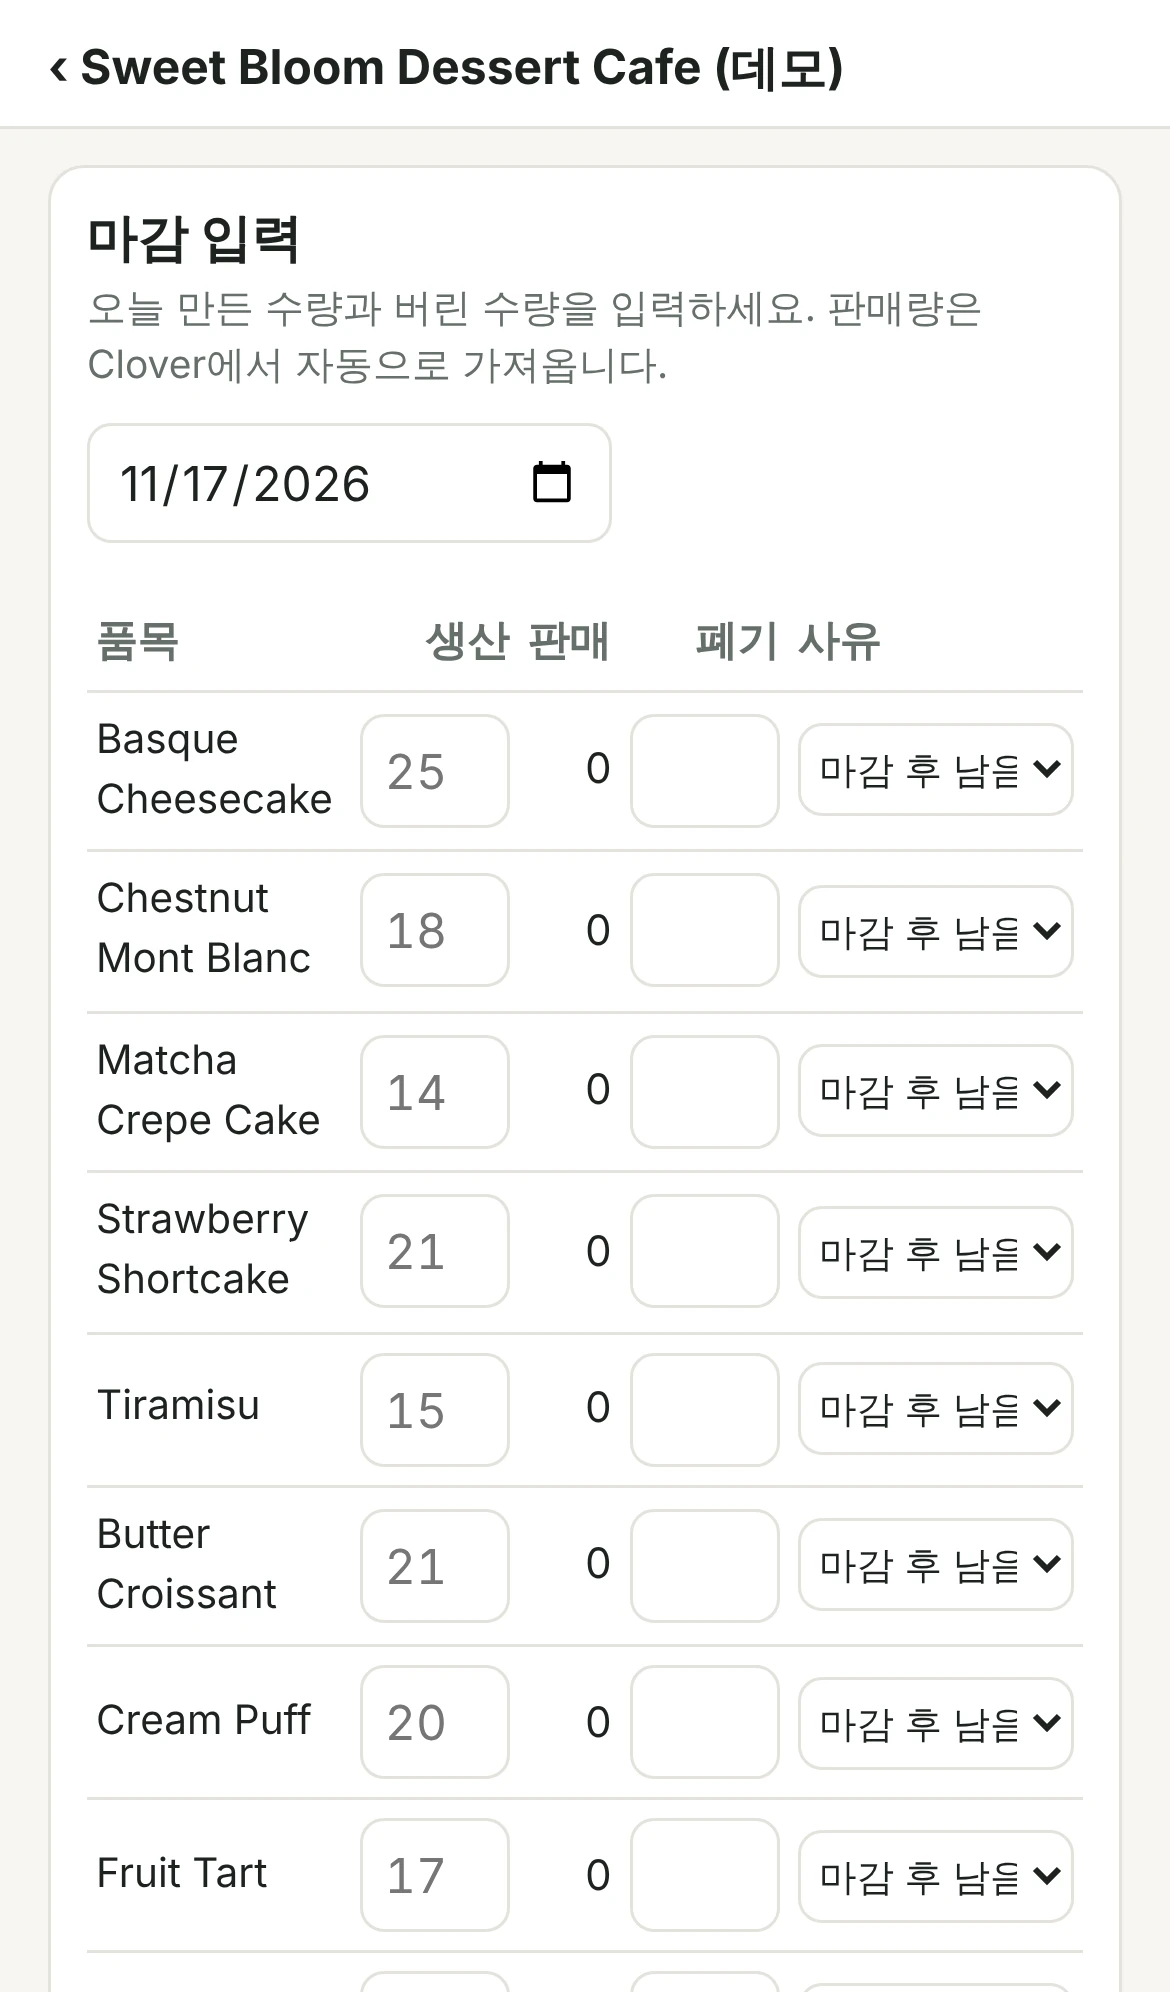 ‹ Sweet Bloom Dessert Cafe (데모)
마감 입력
오늘 만든 수량과 버린 수량을 입력하세요. 판매량은
Clover에서 자동으로 가져옵니다.
11/17/2026
품목 생산 판매 폐기 사유
Basque
Cheesecake 25 0 마감 후 남음
Chestnut
Mont Blanc 18 0 마감 후 남음
Matcha
Crepe Cake 14 0 마감 후 남음
Strawberry
Shortcake 21 0 마감 후 남음
Tiramisu 15 0 마감 후 남음
Butter
Croissant 21 0 마감 후 남음
Cream Puff 20 0 마감 후 남음
Fruit Tart 17 0 마감 후 남음